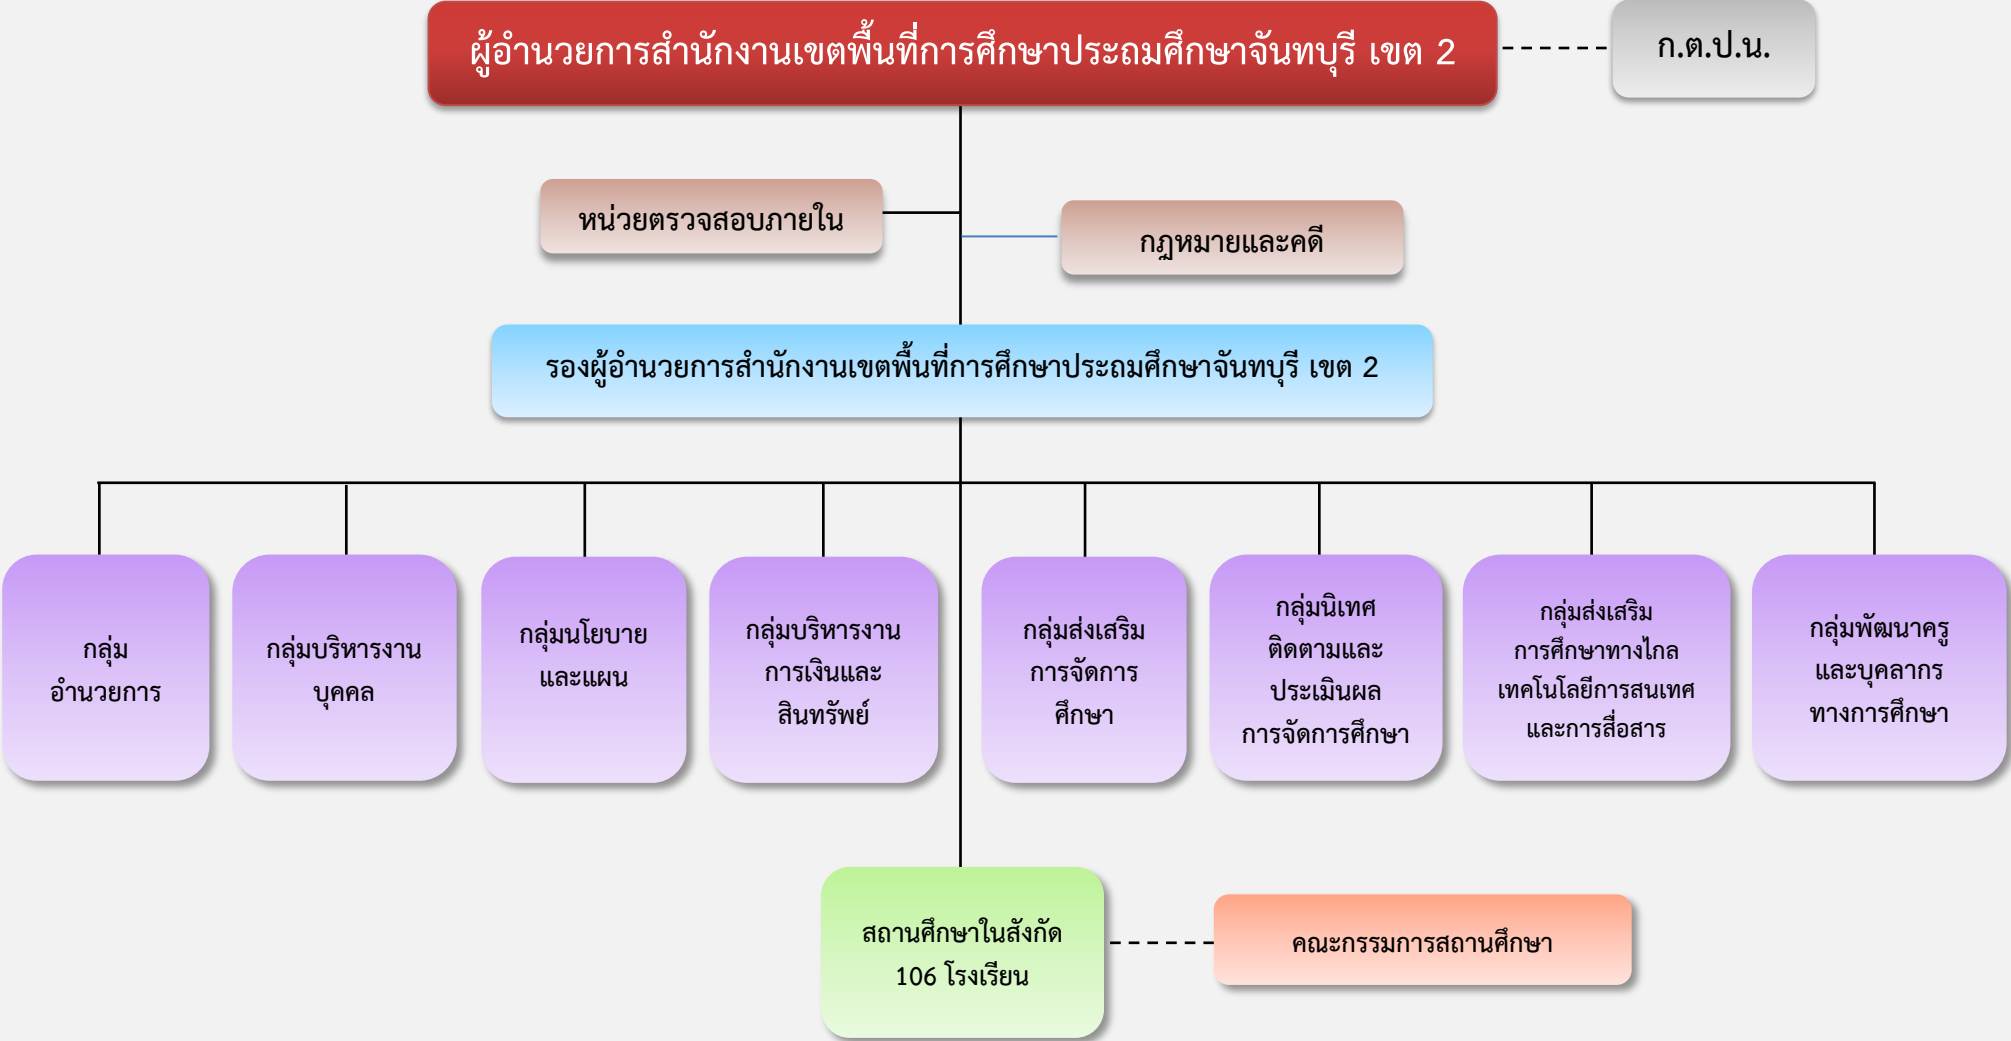 ผู้อำนวยการสำนักงานเขตพื้นที่การศึกษาประถมศึกษาจันทบุรี เขต 2
ก.ต.ป.น.
หน่วยตรวจสอบภายใน
กฎหมายและคดี
รองผู้อำนวยการสำนักงานเขตพื้นที่การศึกษาประถมศึกษาจันทบุรี เขต 2
กลุ่ม
อำนวยการ
กลุ่มบริหารงาน
บุคคล
กลุ่มนโยบาย
และแผน
กลุ่มบริหารงาน
การเงินและ
สินทรัพย์
กลุ่มส่งเสริม
การจัดการ
ศึกษา
กลุ่มนิเทศ
ติดตามและ
ประเมินผล
การจัดการศึกษา
กลุ่มส่งเสริม
การศึกษาทางไกล
เทคโนโลยีการสนเทศ
และการสื่อสาร
กลุ่มพัฒนาครู
และบุคลากร
ทางการศึกษา
สถานศึกษาในสังกัด
106 โรงเรียน
คณะกรรมการสถานศึกษา